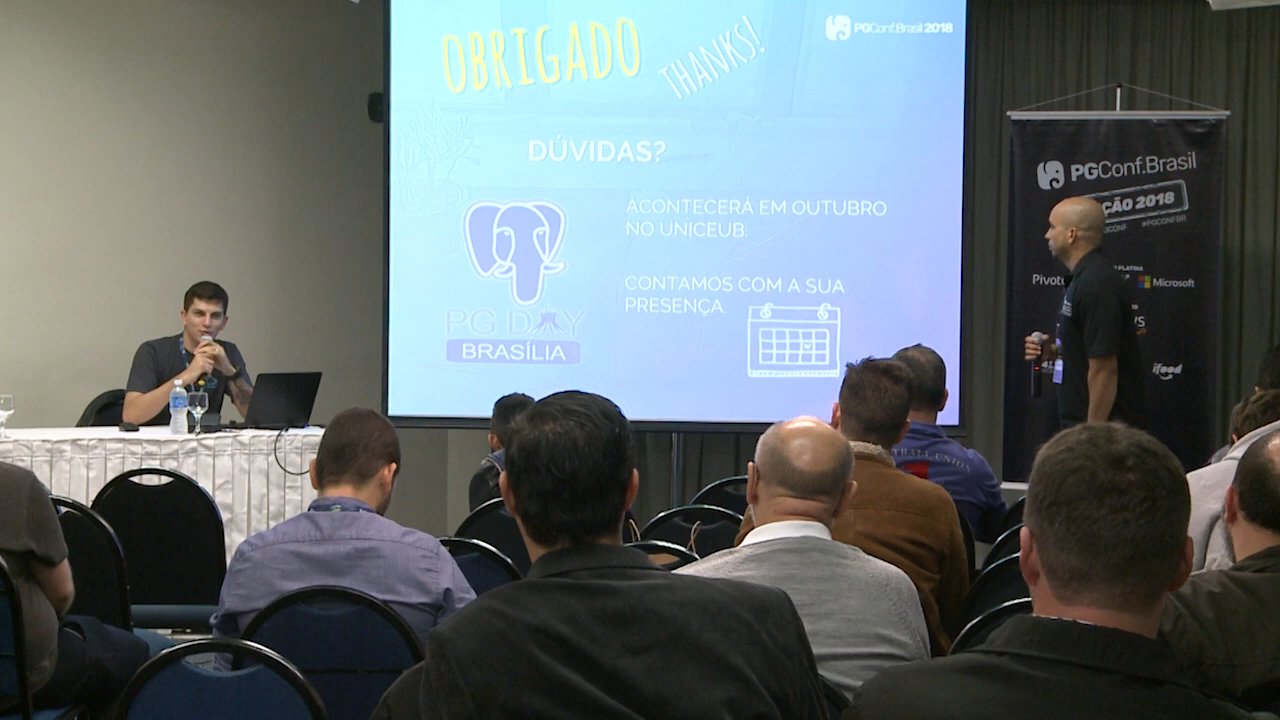 OBRIGADO
THANKS!
PGConf.Brasil 2018
DÚVIDAS?
ACONTECERÁ EM OUTUBRO
NO UNICEUB.
CONTAMOS COM A SUA
PRESENÇA.
PG DAY
BRASÍLIA
PGConf.Brasil
ÇÃO 2018
#PGCONFBR
PLATINA
Microsoft
ifood